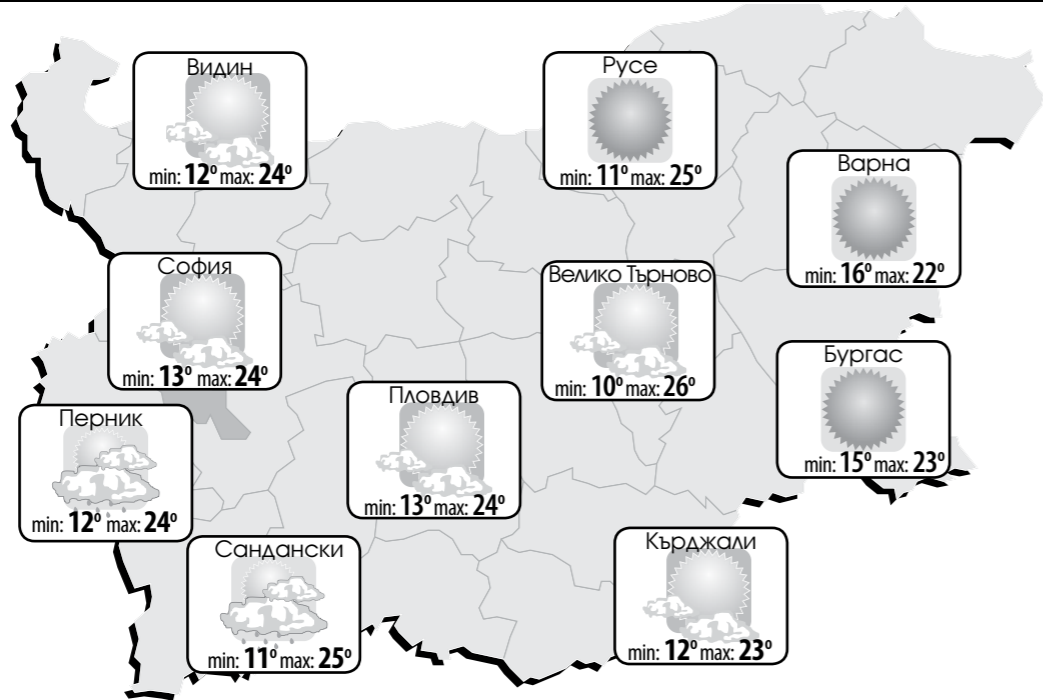 Видин
min: 12° max: 24°
Русе
min: 11° max: 25°
Варна
min: 16° max: 22°
София
min: 13° max: 24°
Велико Търново
min: 10° max: 26°
Бургас
min: 15° max: 23°
Пловдив
min: 13° max: 24°
Перник
min: 12° max: 24°
Сандански
min: 11° max: 25°
Кърджали
min: 12° max: 23°